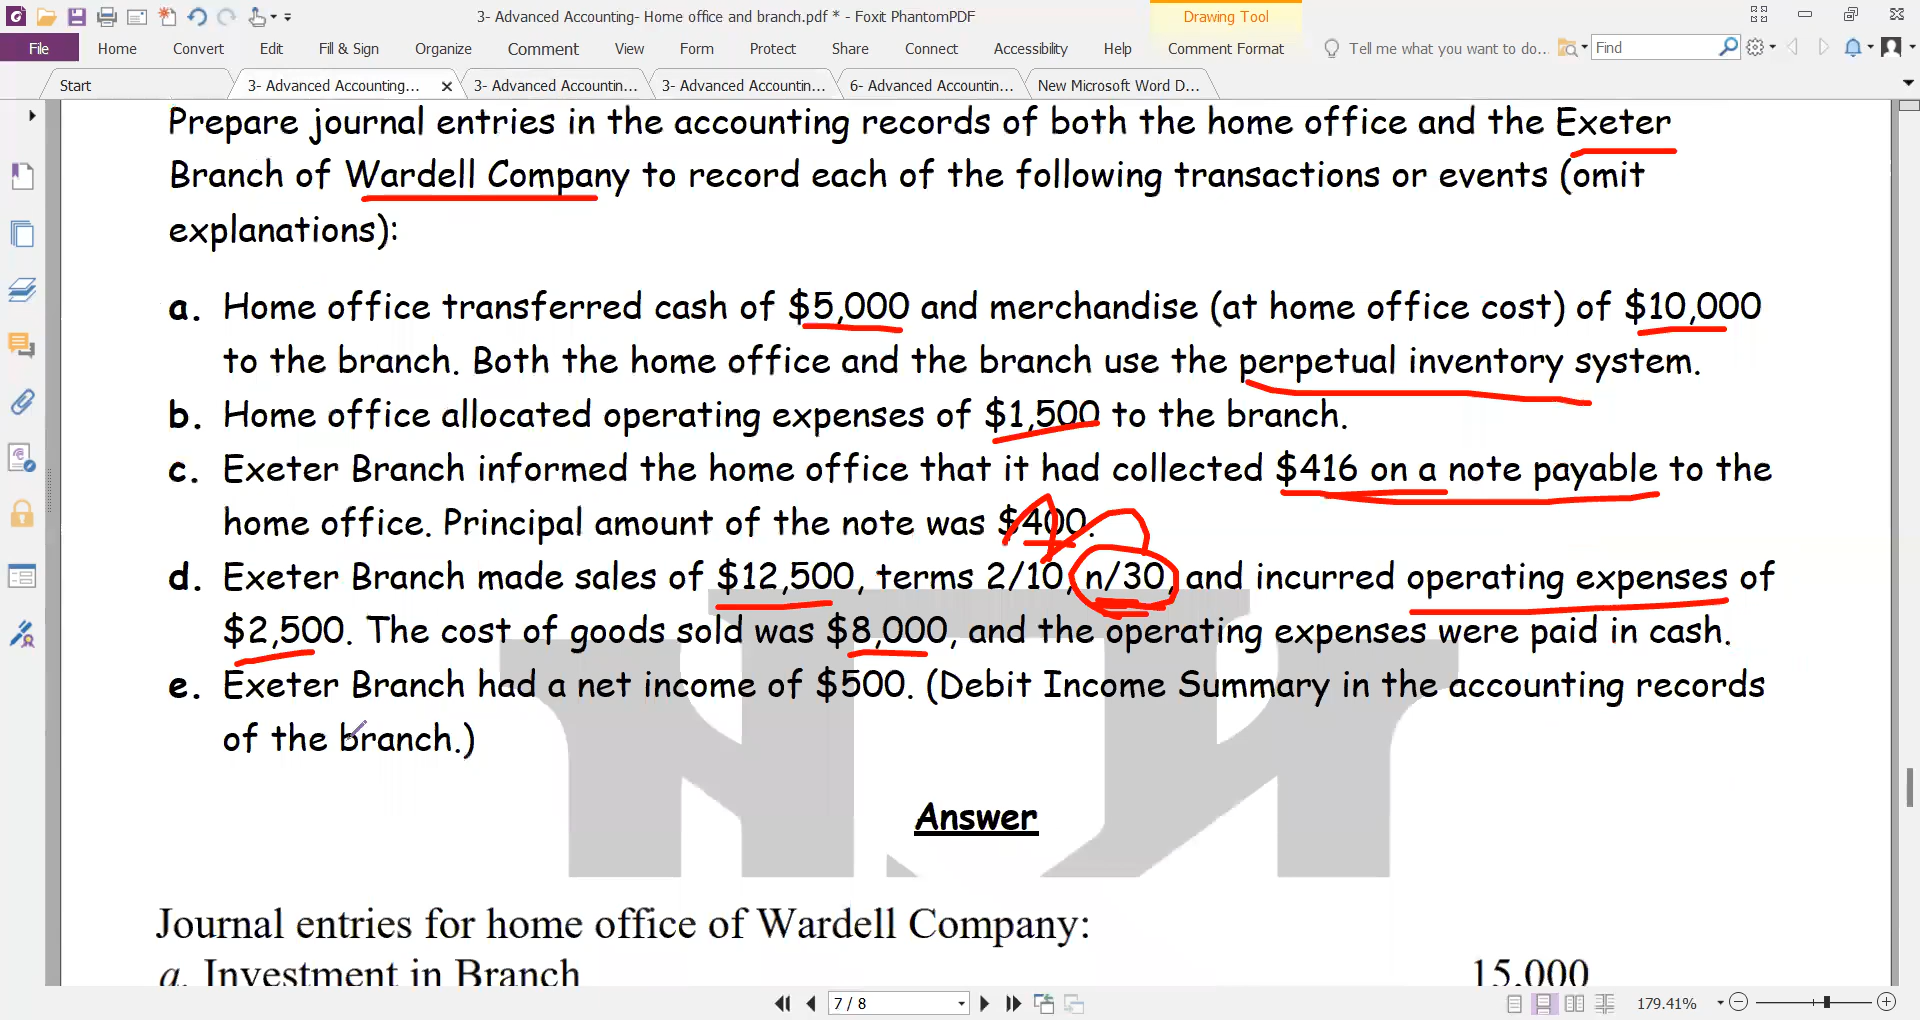 3- Advanced Accounting- Home office and branch.pdf * - Foxit PhantomPDF
Drawing Tool
File
Home
Convert
Edit
Fill & Sign
Organize
Comment
View
Form
Protect
Share
Connect
Accessibility
Help
Comment Format
Tell me what you want to do...
Find
Start
3- Advanced Accounting...
3- Advanced Accountin...
3- Advanced Accountin...
6- Advanced Accountin...
New Microsoft Word D...
Prepare journal entries in the accounting records of both the home office and the Exeter
Branch of Wardell Company to record each of the following transactions or events (omit
explanations):
a. Home office transferred cash of $5,000 and merchandise (at home office cost) of $10,000
to the branch. Both the home office and the branch use the perpetual inventory system.
b. Home office allocated operating expenses of $1,500 to the branch.
c. Exeter Branch informed the home office that it had collected $416 on a note payable to the
home office. Principal amount of the note was $400.
d. Exeter Branch made sales of $12,500, terms 2/10, n/30, and incurred operating expenses of
$2,500. The cost of goods sold was $8,000, and the operating expenses were paid in cash.
e. Exeter Branch had a net income of $500. (Debit Income Summary in the accounting records
of the branch.)
Answer
Journal entries for home office of Wardell Company:
a. Investment in Branch 15,000
7 / 8
179.41%